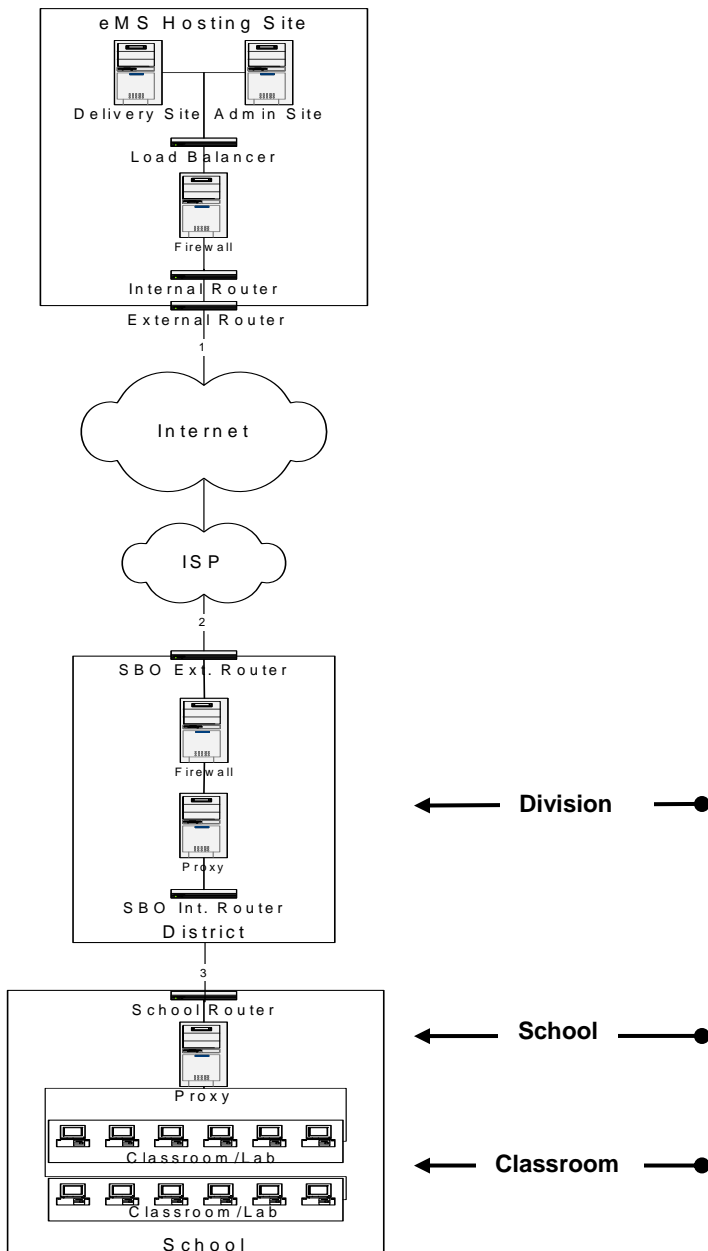 eMS Hosting Site
Delivery Site Admin Site
Load Balancer
Firewall
Internal Router
External Router
1
Internet
ISP
2
SBO Ext. Router
Firewall
Division
Proxy
SBO Int. Router
District
3
School Router
School
Proxy
Classroom/Lab
Classroom
Classroom/Lab
School